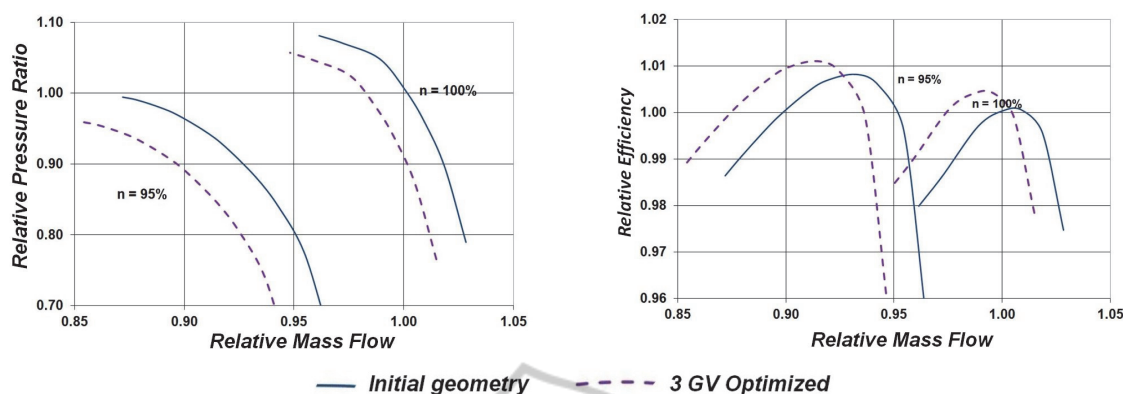 1.10
1.00
0.90
0.80
0.70
Relative Pressure Ratio
n = 100%
n = 95%
0.85
0.90
0.95
1.00
1.05
Relative Mass Flow
1.02
1.01
1.00
0.99
0.98
0.97
0.96
Relative Efficiency
n = 95%
n = 100%
0.85
0.90
0.95
1.00
1.05
Relative Mass Flow
Initial geometry
3 GV Optimized